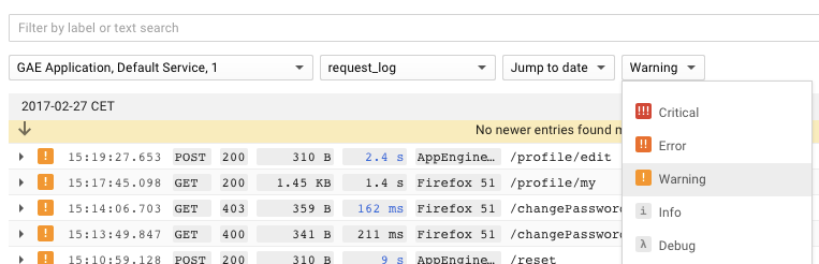 Filter by label or text search
GAE Application, Default Service, 1 request_log Jump to date Warning
2017-02-27 CET
No newer entries found
15:19:27.653 POST 200 310 B 2.4 s AppEngine… /profile/edit
15:17:45.098 GET 200 1.45 KB 1.4 s Firefox 51 /profile/my
15:14:06.703 GET 403 359 B 162 ms Firefox 51 /changePassword
15:13:49.847 GET 400 341 B 211 ms Firefox 51 /changePasswor
15:10:59.128 POST 200 310 B 9 s AppEngine… /reset
!!! Critical
!! Error
! Warning
i Info
λ Debug